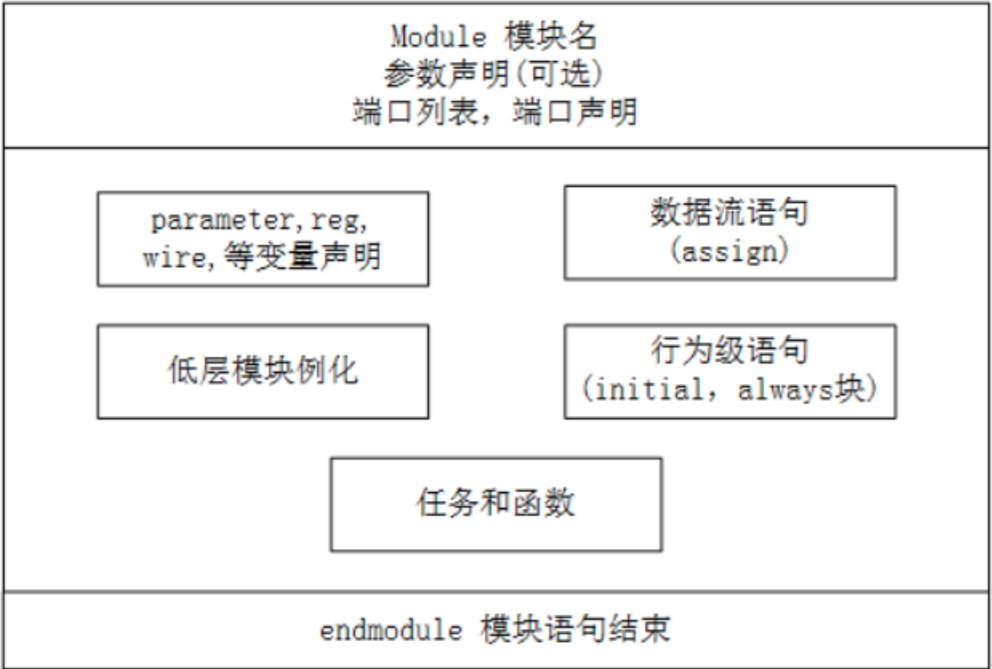 Module 模块名
参数声明(可选)
端口列表，端口声明
parameter,reg,
wire,等变量声明
数据流语句
(assign)
低层模块例化
行为级语句
(initial，always块)
任务和函数
endmodule 模块语句结束